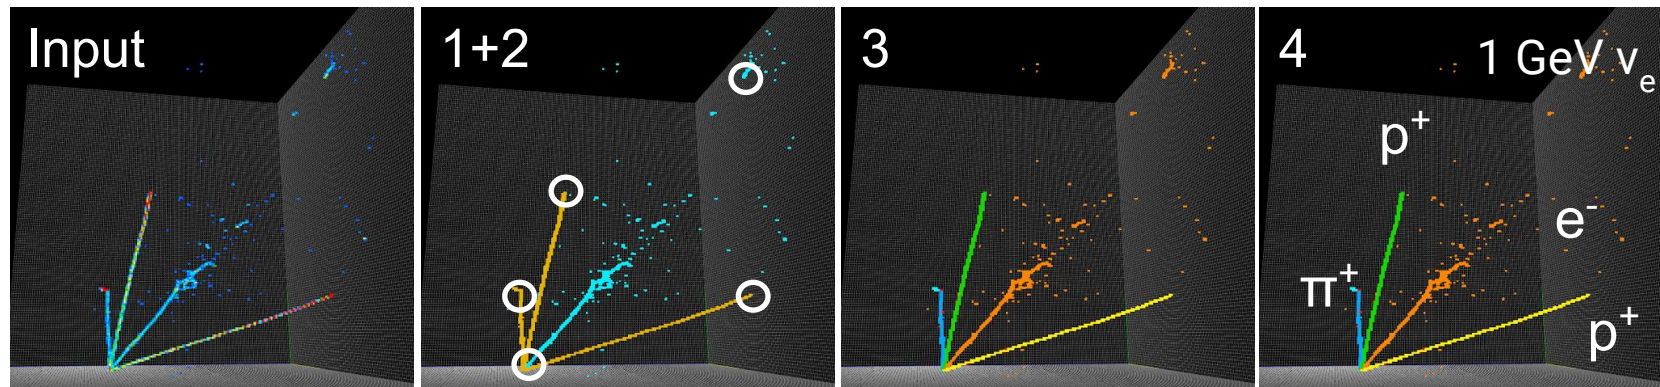 Input
1+2
3
4
1 GeV νₑ
p⁺
e⁻
π⁺
p⁺